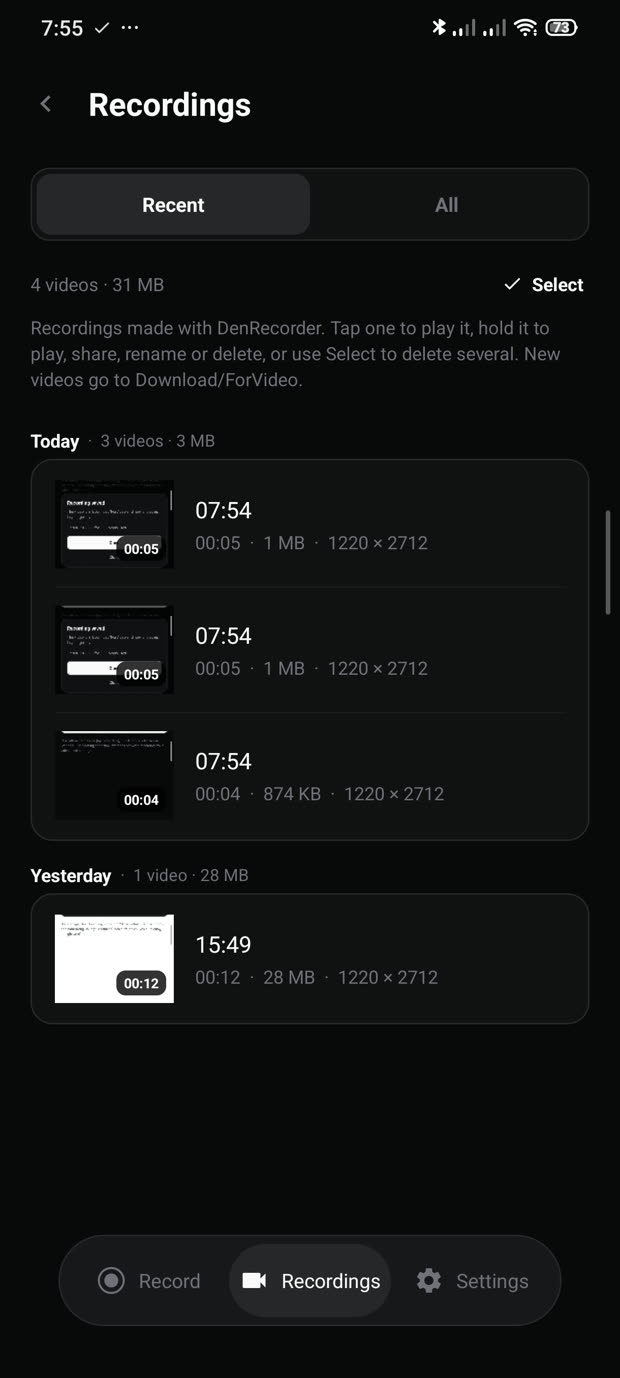 7:55
73
Recordings
Recent
All
4 videos · 31 MB
Select
Recordings made with DenRecorder. Tap one to play it, hold it to
play, share, rename or delete, or use Select to delete several. New
videos go to Download/ForVideo.
Today · 3 videos · 3 MB
Recording saved
00:05
07:54
00:05 · 1 MB · 1220 × 2712
Recording saved
00:05
07:54
00:05 · 1 MB · 1220 × 2712
00:04
07:54
00:04 · 874 KB · 1220 × 2712
Yesterday · 1 video · 28 MB
00:12
15:49
00:12 · 28 MB · 1220 × 2712
Record
Recordings
Settings